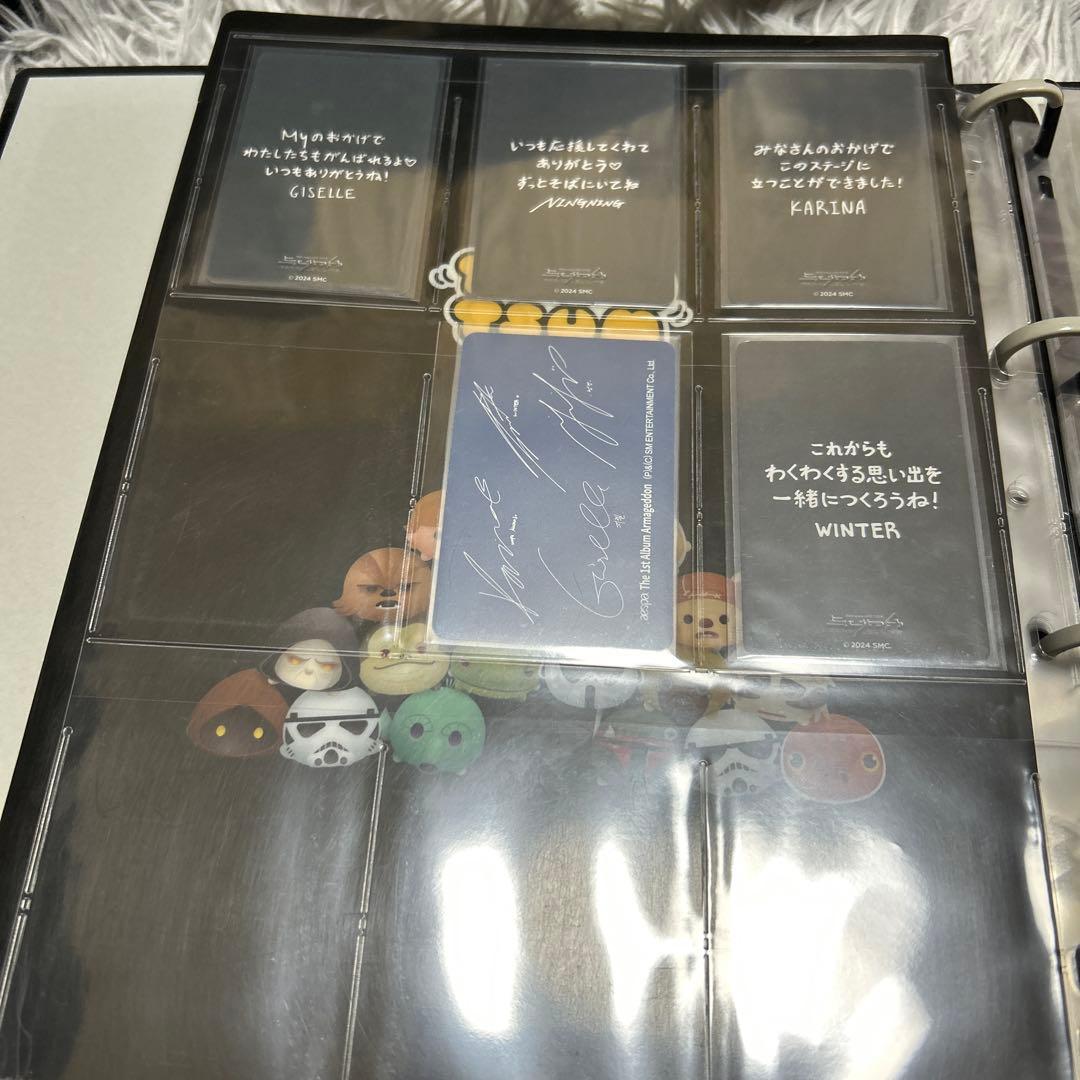 Myのおかげで
わたしたちもがんばれるよ♡
いつもありがとうね!
GISELLE
© 2024 SMC
いつも応援してくれて
ありがとう♡
ずっとそばにいてね
NINGNING
© 2024 SMC
みなさんのおかげで
このステージに
立つことができました!
KARINA
© 2024 SMC
TSUM
Giselle
aespa The 1st Album Armageddon (P)&(C) SM ENTERTAINMENT Co., Ltd.
これからも
わくわくする思い出を
一緒につくろうね!
WINTER
© 2024 SMC